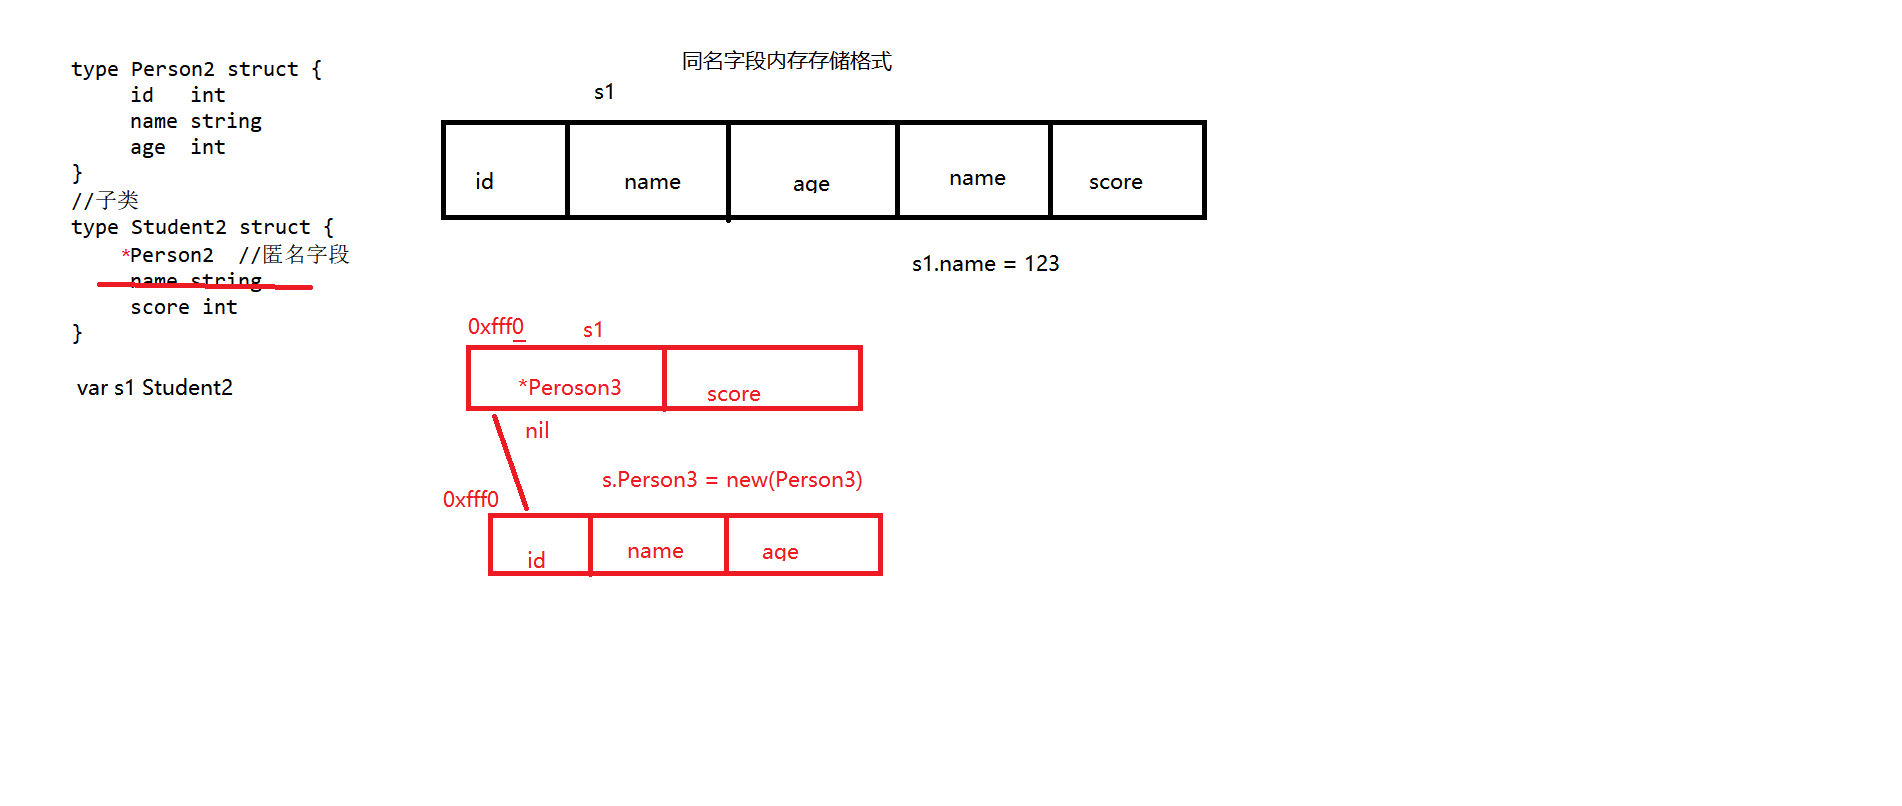 type Person2 struct {
id int
name string
age int
}
//子类
type Student2 struct {
*Person2 //匿名字段
name string
score int
}
var s1 Student2
同名字段内存存储格式
s1
id name age name score
s1.name = 123
0xfff0 s1
*Peroson3 score
nil
s.Person3 = new(Person3)
0xfff0
id name age